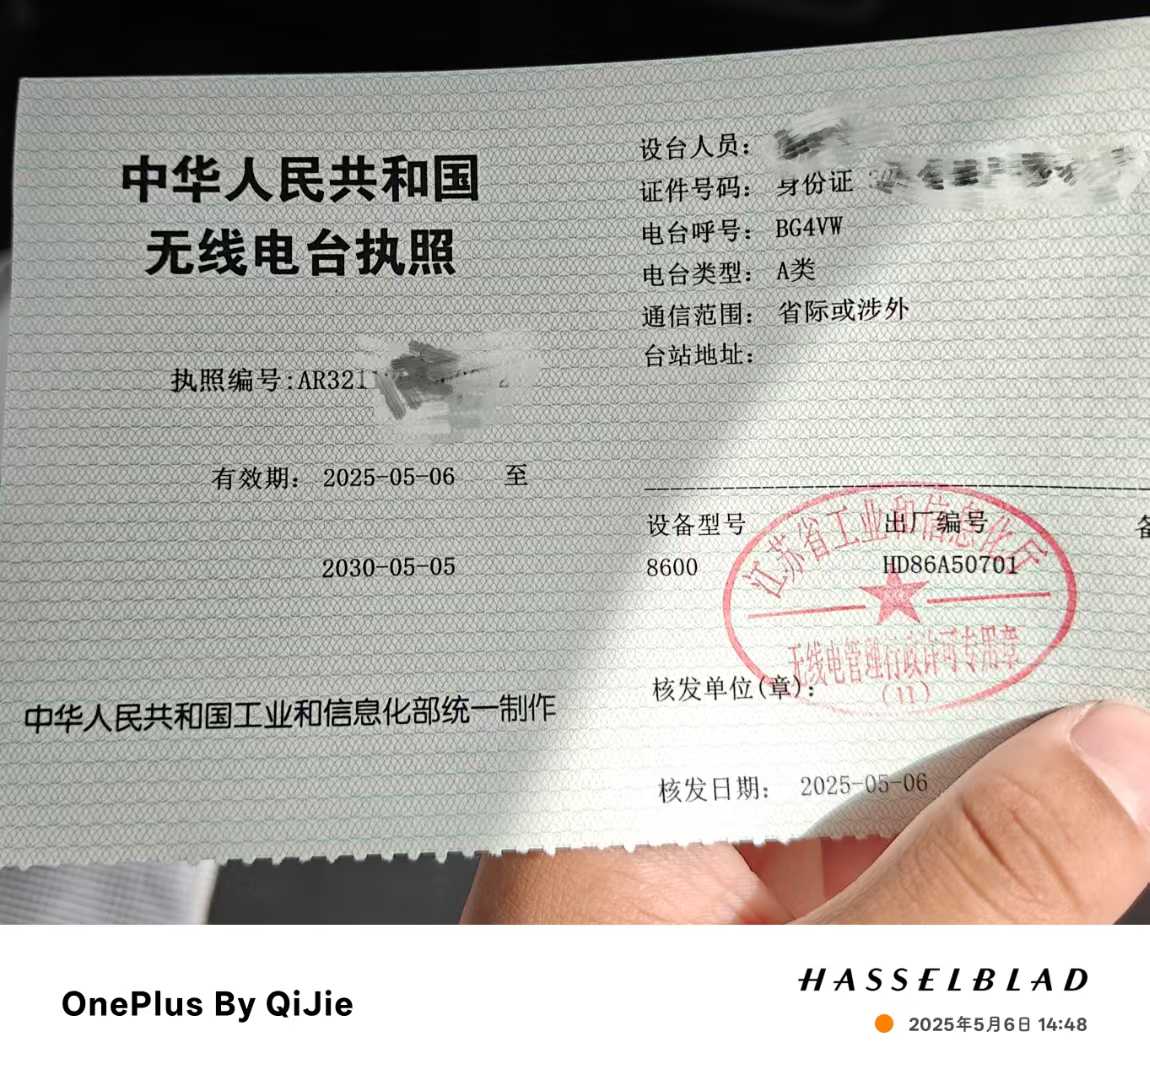 中华人民共和国
无线电台执照
执照编号:AR321
有效期: 2025-05-06 至
2030-05-05
中华人民共和国工业和信息化部统一制作
设台人员:
证件号码: 身份证
电台呼号: BG4VW
电台类型: A类
通信范围: 省际或涉外
台站地址:
设备型号 出厂编号
8600 HD86A50701
江苏省工业和信息化厅
无线电管理行政许可专用章
(11)
核发单位(章):
核发日期: 2025-05-06
OnePlus By QiJie
HASSELBLAD
2025年5月6日 14:48